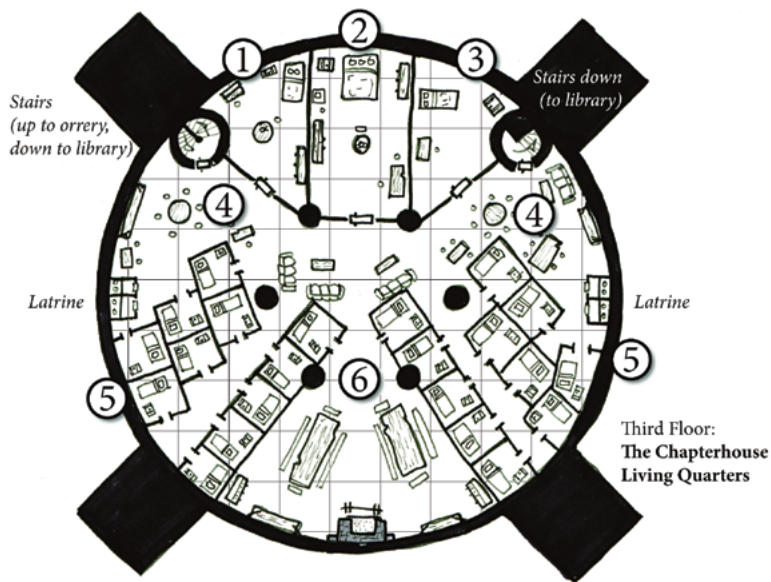 2
1
3
Stairs
(up to orrery,
down to library)
Stairs down
(to library)
4
4
Latrine
Latrine
5
5
6
Third Floor:
The Chapterhouse
Living Quarters